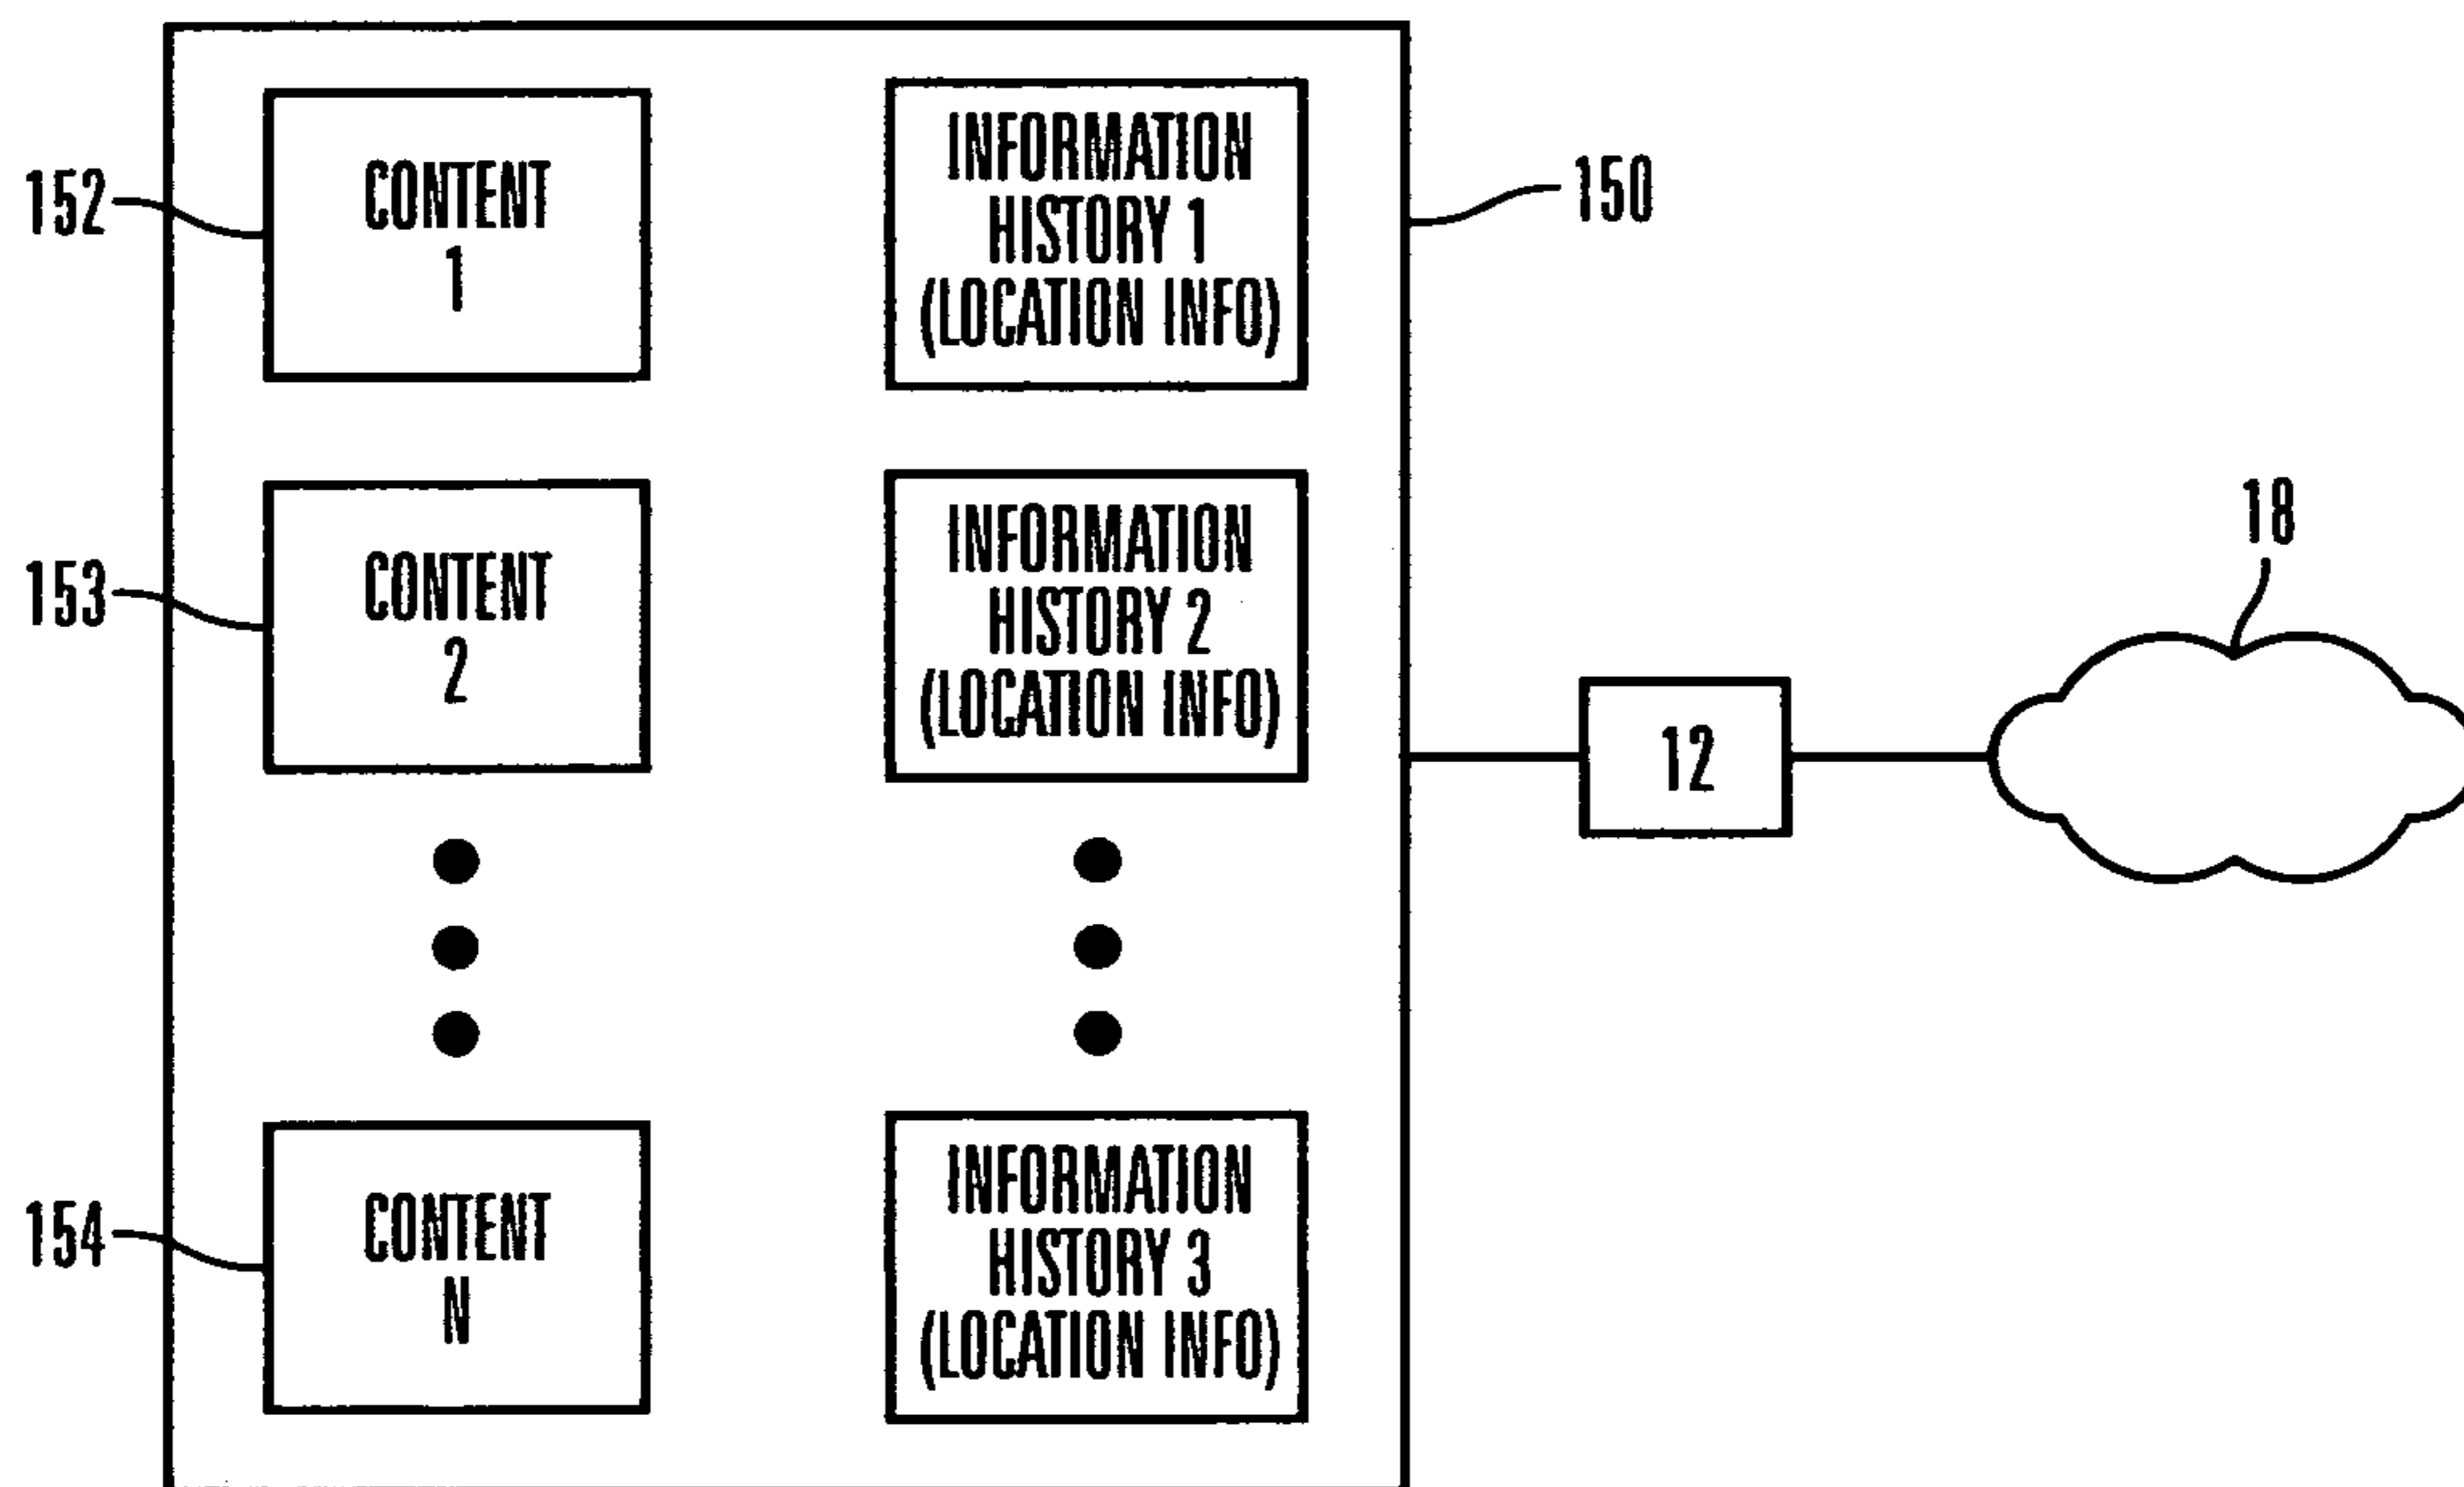 152
CONTENT
1
INFORMATION
HISTORY 1
(LOCATION INFO)
150
153
CONTENT
2
INFORMATION
HISTORY 2
(LOCATION INFO)
12
18
154
CONTENT
N
INFORMATION
HISTORY 3
(LOCATION INFO)